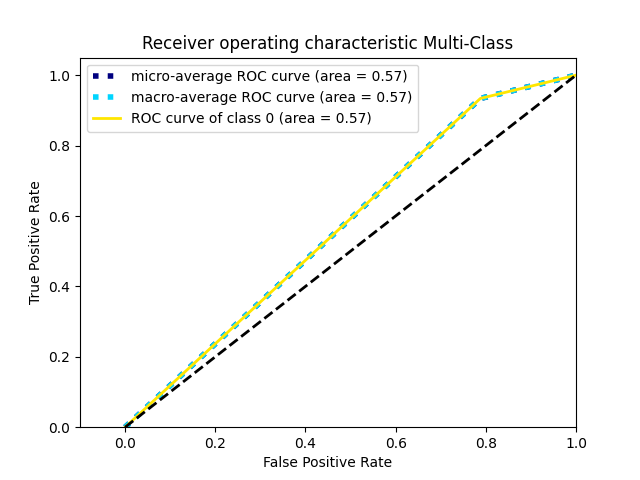 Receiver operating characteristic Multi-Class
micro-average ROC curve (area = 0.57)
macro-average ROC curve (area = 0.57)
ROC curve of class 0 (area = 0.57)
1.0
0.8
0.6
0.4
0.2
0.0
True Positive Rate
0.0 0.2 0.4 0.6 0.8 1.0
False Positive Rate